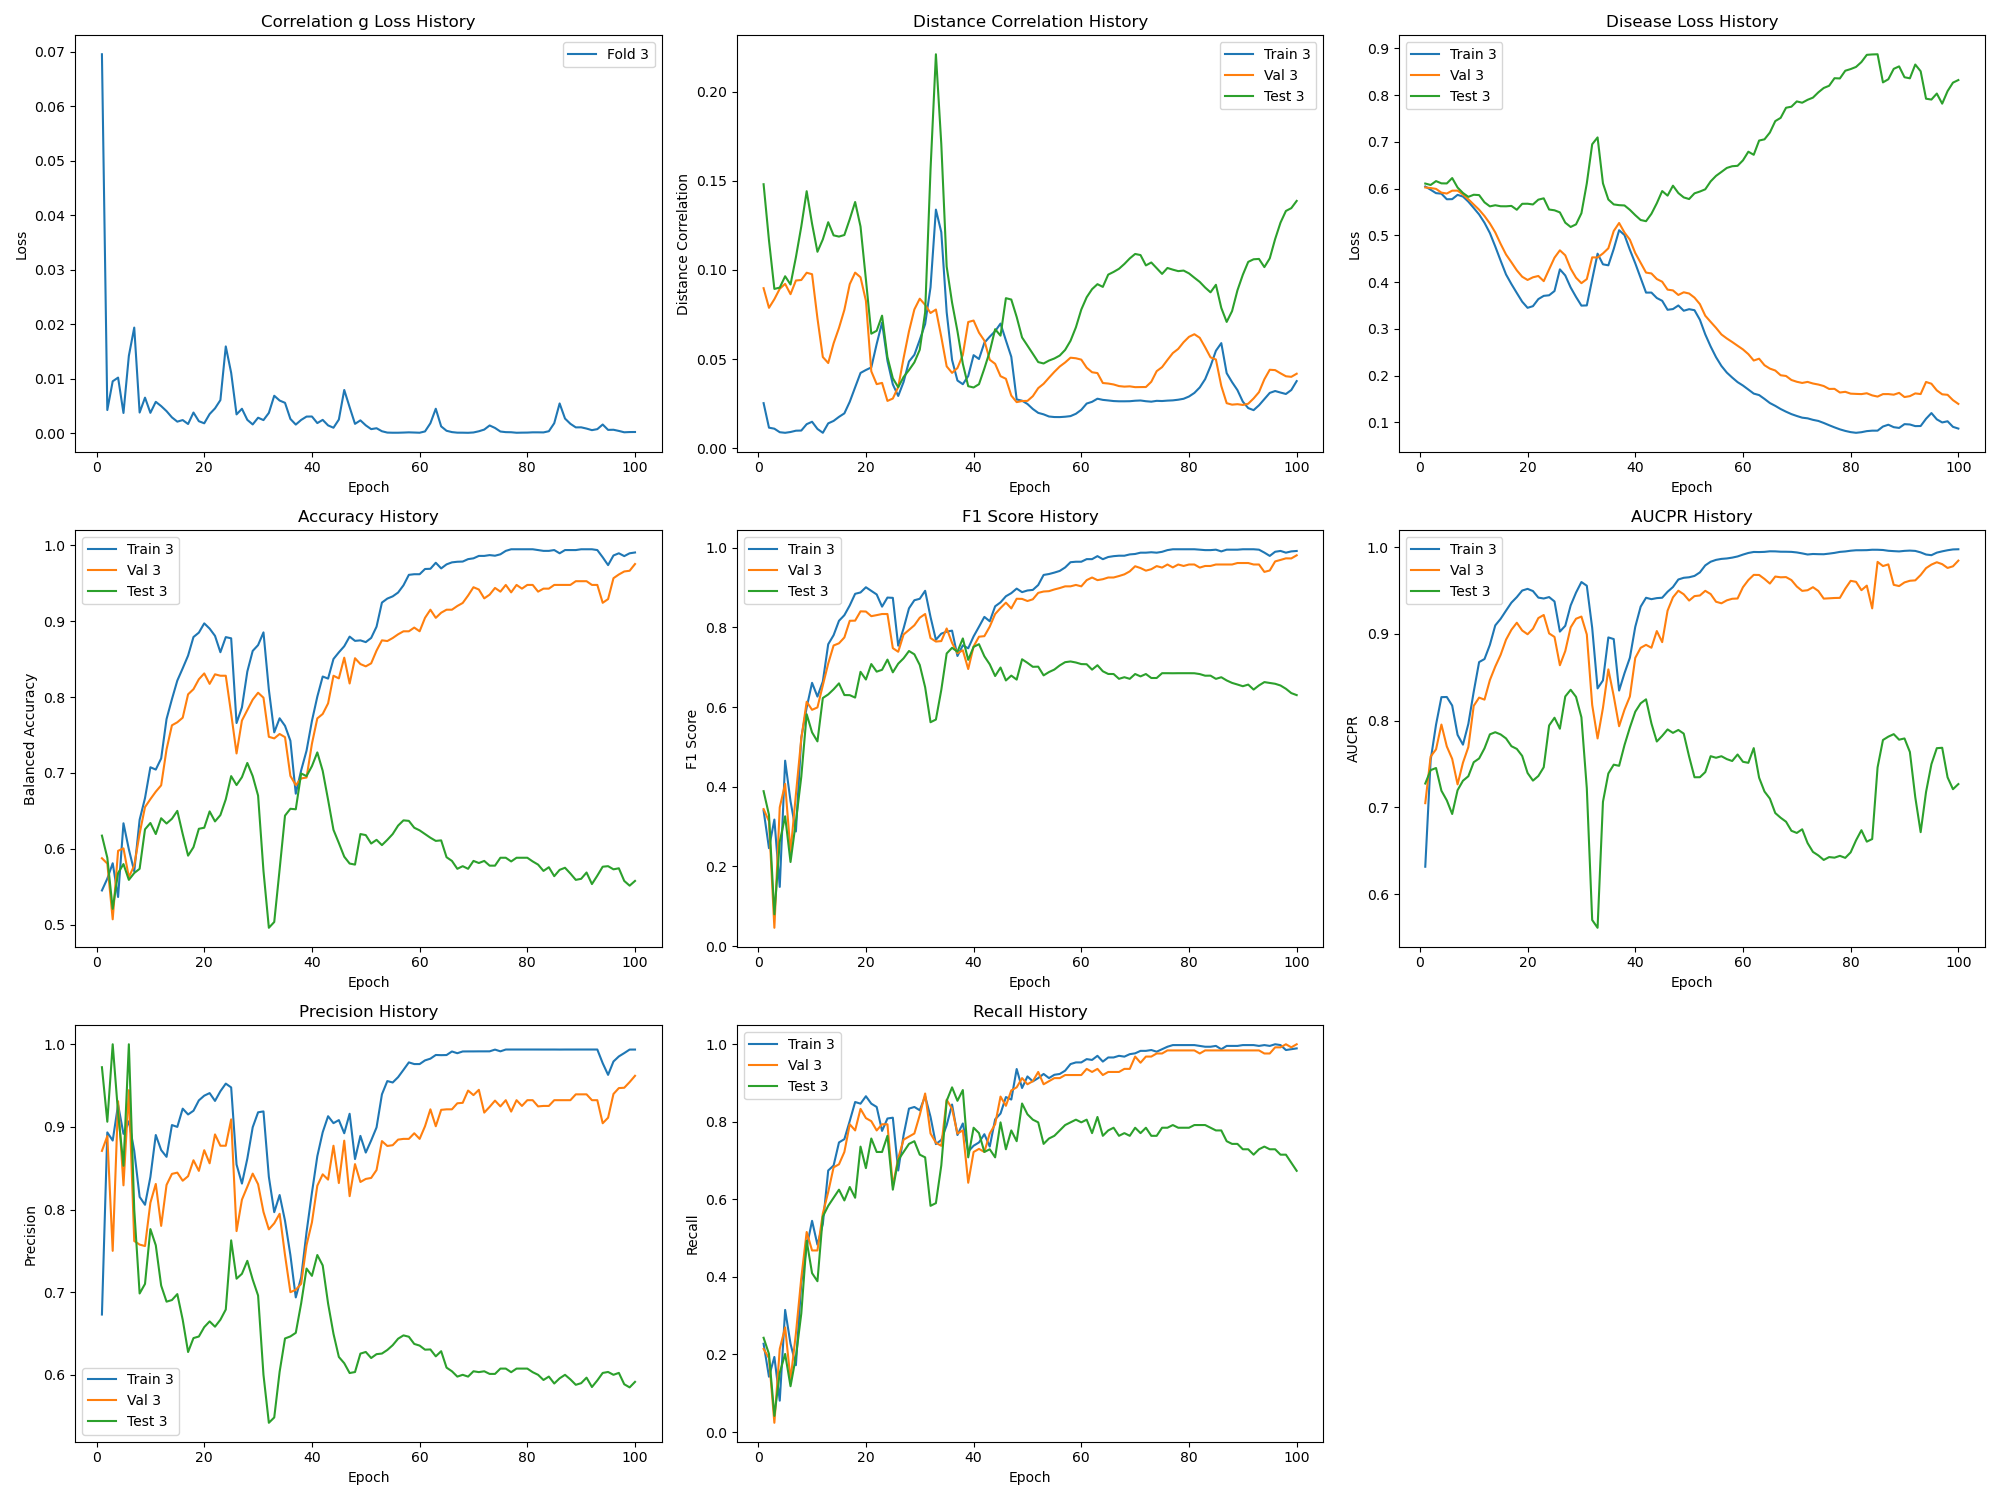 Correlation g Loss History
Loss
0.07
0.06
0.05
0.04
0.03
0.02
0.01
0.00
0 20 40 60 80 100
Epoch
Fold 3
Distance Correlation History
Distance Correlation
0.20
0.15
0.10
0.05
0.00
0 20 40 60 80 100
Epoch
Train 3
Val 3
Test 3
Disease Loss History
Loss
0.9
0.8
0.7
0.6
0.5
0.4
0.3
0.2
0.1
0 20 40 60 80 100
Epoch
Train 3
Val 3
Test 3
Accuracy History
Balanced Accuracy
1.0
0.9
0.8
0.7
0.6
0.5
0 20 40 60 80 100
Epoch
Train 3
Val 3
Test 3
F1 Score History
F1 Score
1.0
0.8
0.6
0.4
0.2
0.0
0 20 40 60 80 100
Epoch
Train 3
Val 3
Test 3
AUCPR History
AUCPR
1.0
0.9
0.8
0.7
0.6
0 20 40 60 80 100
Epoch
Train 3
Val 3
Test 3
Precision History
Precision
1.0
0.9
0.8
0.7
0.6
0 20 40 60 80 100
Epoch
Train 3
Val 3
Test 3
Recall History
Recall
1.0
0.8
0.6
0.4
0.2
0.0
0 20 40 60 80 100
Epoch
Train 3
Val 3
Test 3